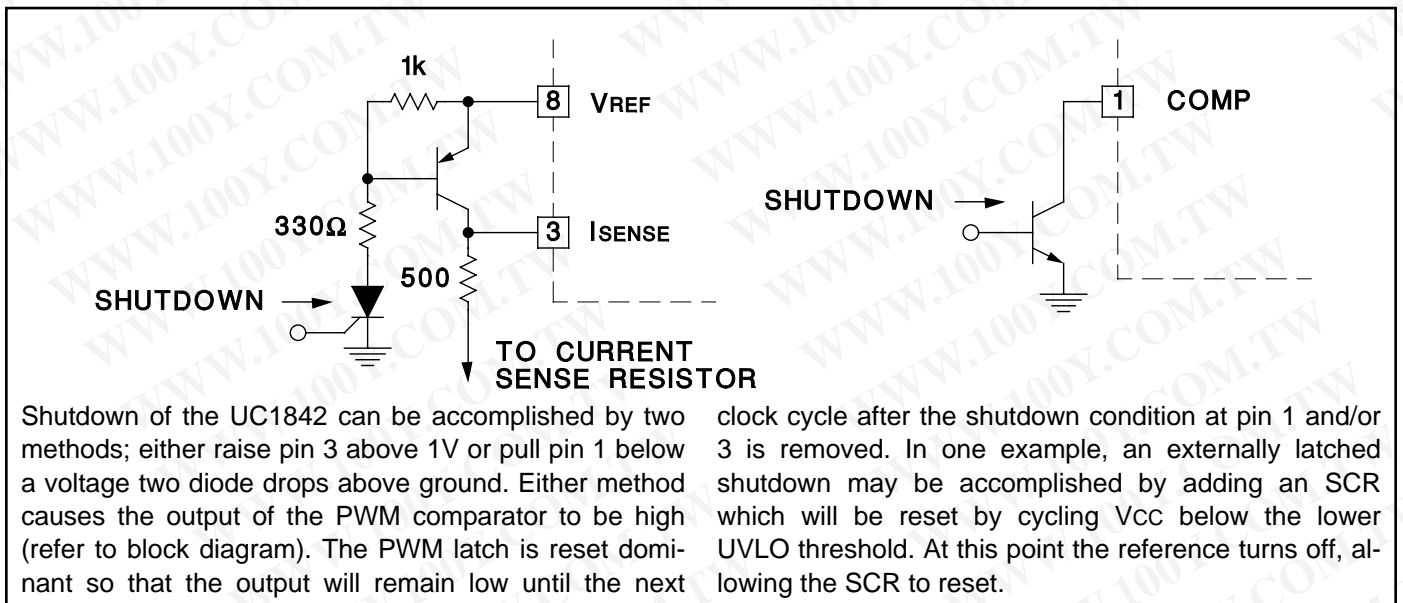 1k
8 VREF
330Ω
3 ISENSE
500
SHUTDOWN
TO CURRENT
SENSE RESISTOR
1 COMP
SHUTDOWN
Shutdown of the UC1842 can be accomplished by two
methods; either raise pin 3 above 1V or pull pin 1 below
a voltage two diode drops above ground. Either method
causes the output of the PWM comparator to be high
(refer to block diagram). The PWM latch is reset domi-
nant so that the output will remain low until the next
clock cycle after the shutdown condition at pin 1 and/or
3 is removed. In one example, an externally latched
shutdown may be accomplished by adding an SCR
which will be reset by cycling VCC below the lower
UVLO threshold. At this point the reference turns off, al-
lowing the SCR to reset.
WWW.100Y.COM.TW